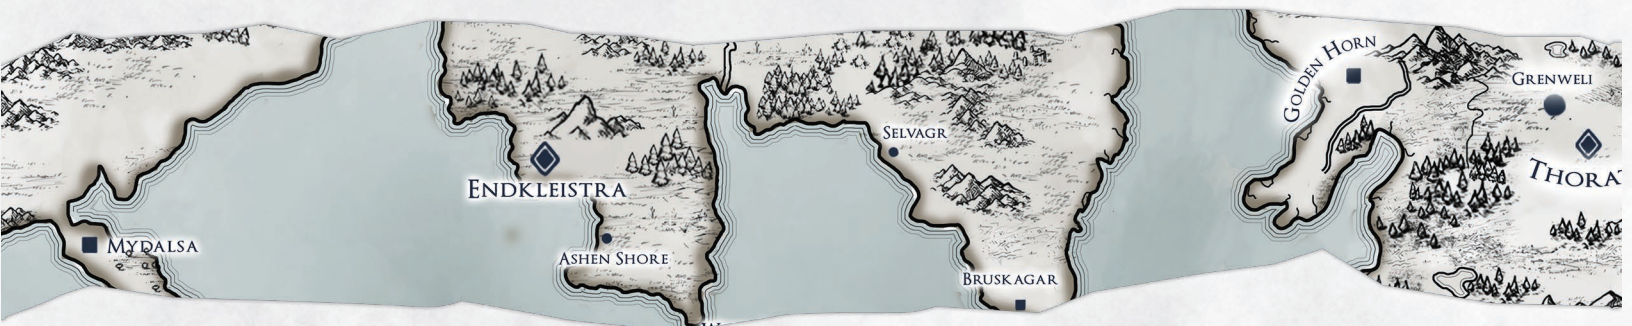 Golden Horn
Grenweli
Selvagr
Endkleistra
Mydalsa
Ashen Shore
Bruskagar